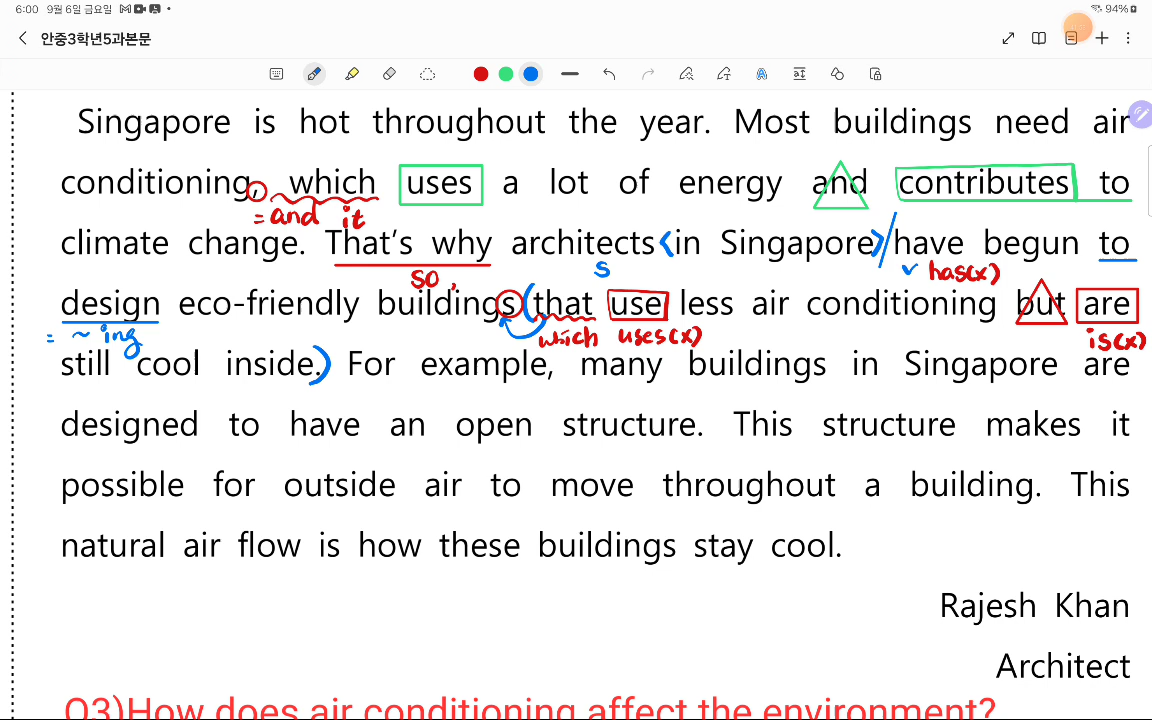 6:00 9월 6일 금요일 94%
안중3학년5과본문
Singapore is hot throughout the year. Most buildings need air
conditioning, which uses a lot of energy and contributes to
= and it
climate change. That's why architects in Singapore have begun to
so, s v has(x)
design eco-friendly buildings (that use less air conditioning but are
= ~ing which uses(x) is(x)
still cool inside.) For example, many buildings in Singapore are
designed to have an open structure. This structure makes it
possible for outside air to move throughout a building. This
natural air flow is how these buildings stay cool.
Rajesh Khan
Architect
Q3)How does air conditioning affect the environment?